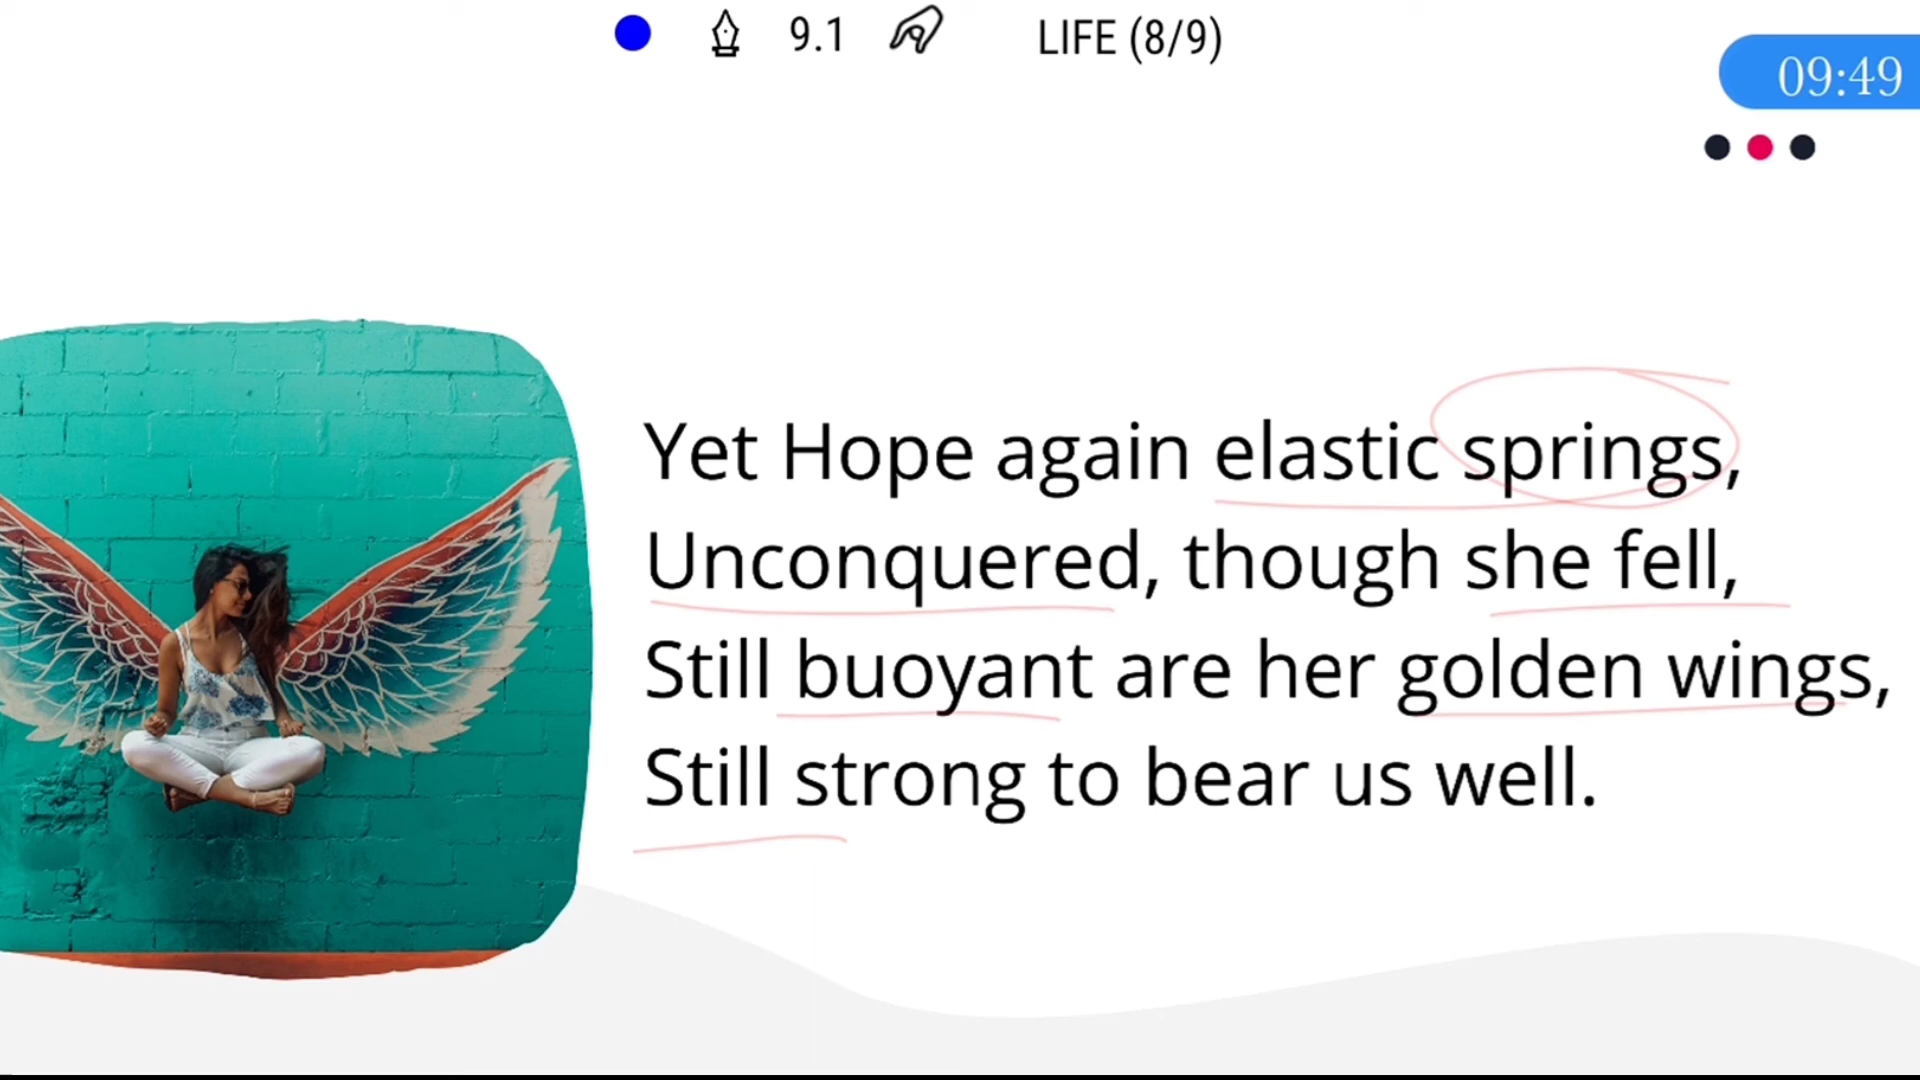 9.1 LIFE (8/9)
09:49
Yet Hope again elastic springs,
Unconquered, though she fell,
Still buoyant are her golden wings,
Still strong to bear us well.